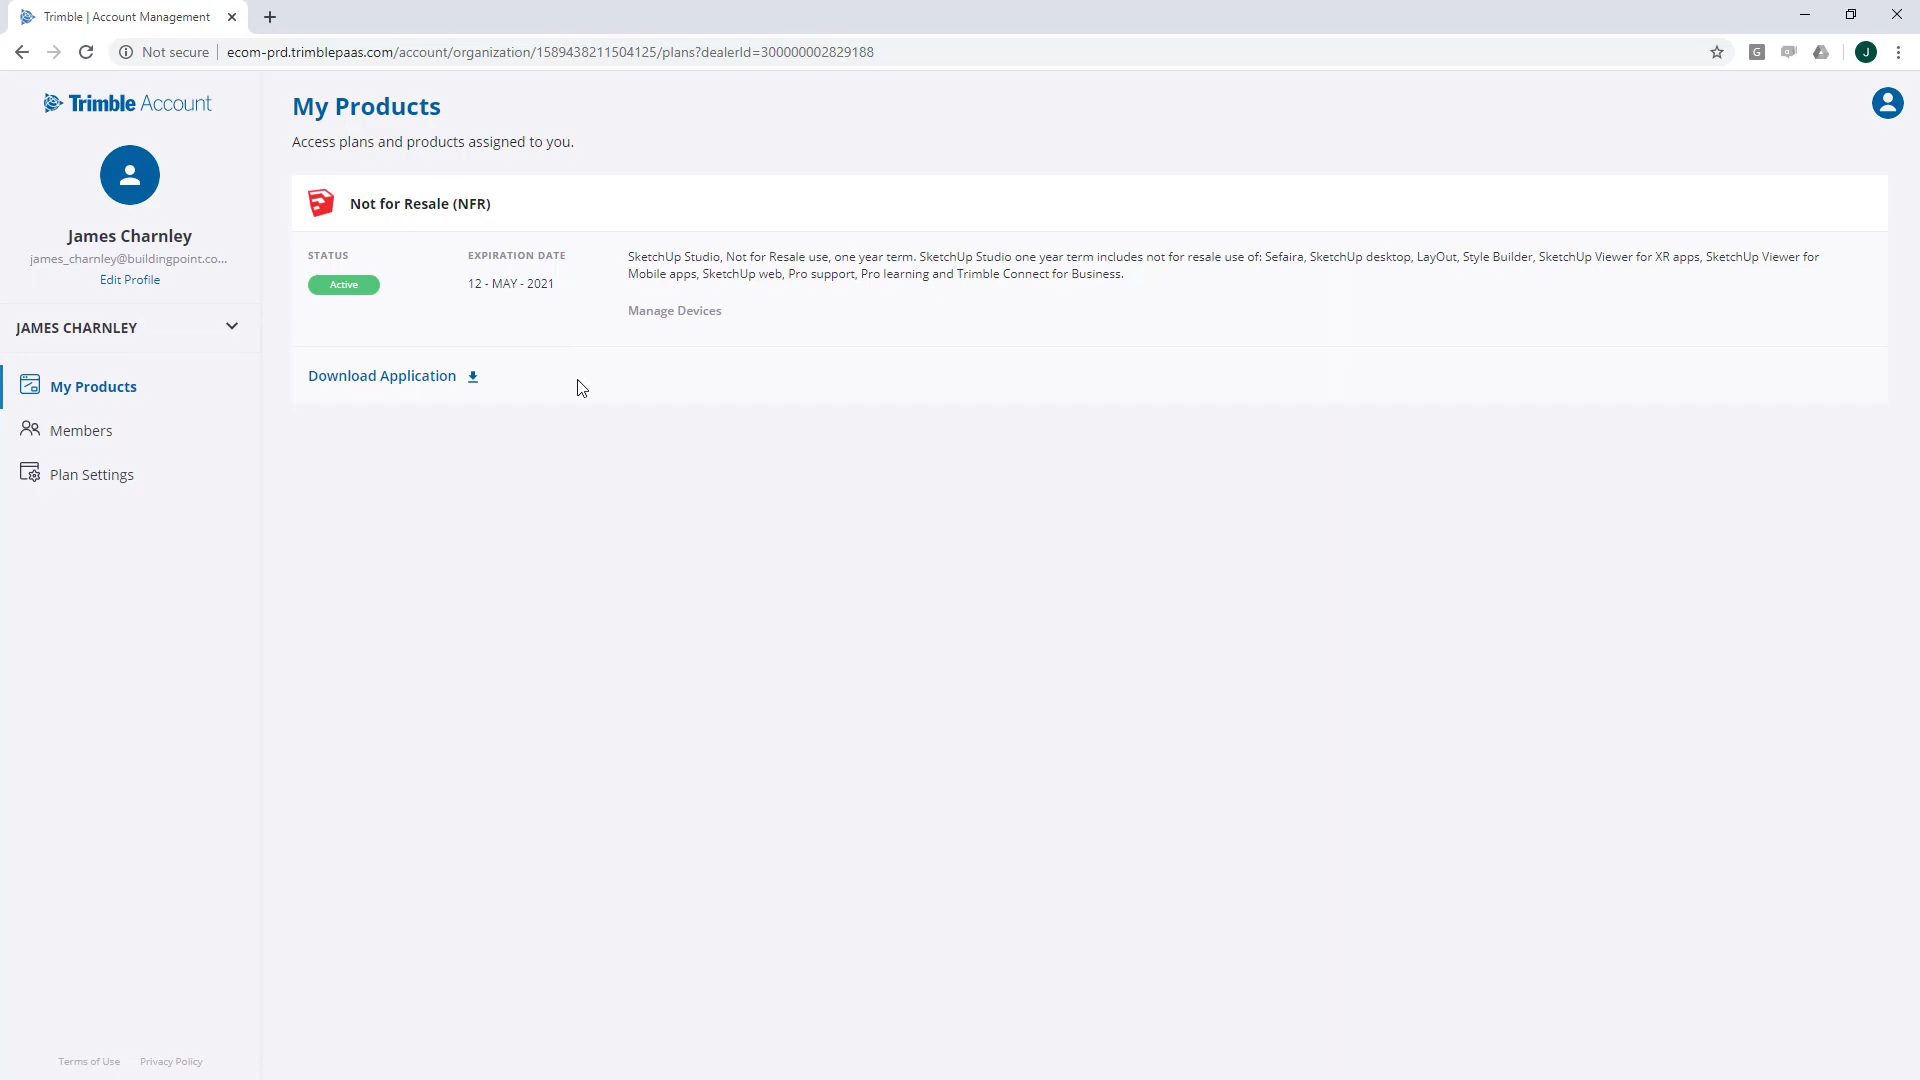 Trimble | Account Management
Not secure
ecom-prd.trimblepaas.com/account/organization/1589438211504125/plans?dealerId=300000002829188
G
J
Trimble Account
James Charnley
james_charnley@buildingpoint.co...
Edit Profile
JAMES CHARNLEY
My Products
Members
Plan Settings
Terms of Use
Privacy Policy
My Products
Access plans and products assigned to you.
Not for Resale (NFR)
STATUS
Active
EXPIRATION DATE
12 - MAY - 2021
SketchUp Studio, Not for Resale use, one year term. SketchUp Studio one year term includes not for resale use of: Sefaira, SketchUp desktop, LayOut, Style Builder, SketchUp Viewer for XR apps, SketchUp Viewer for
Mobile apps, SketchUp web, Pro support, Pro learning and Trimble Connect for Business.
Manage Devices
Download Application